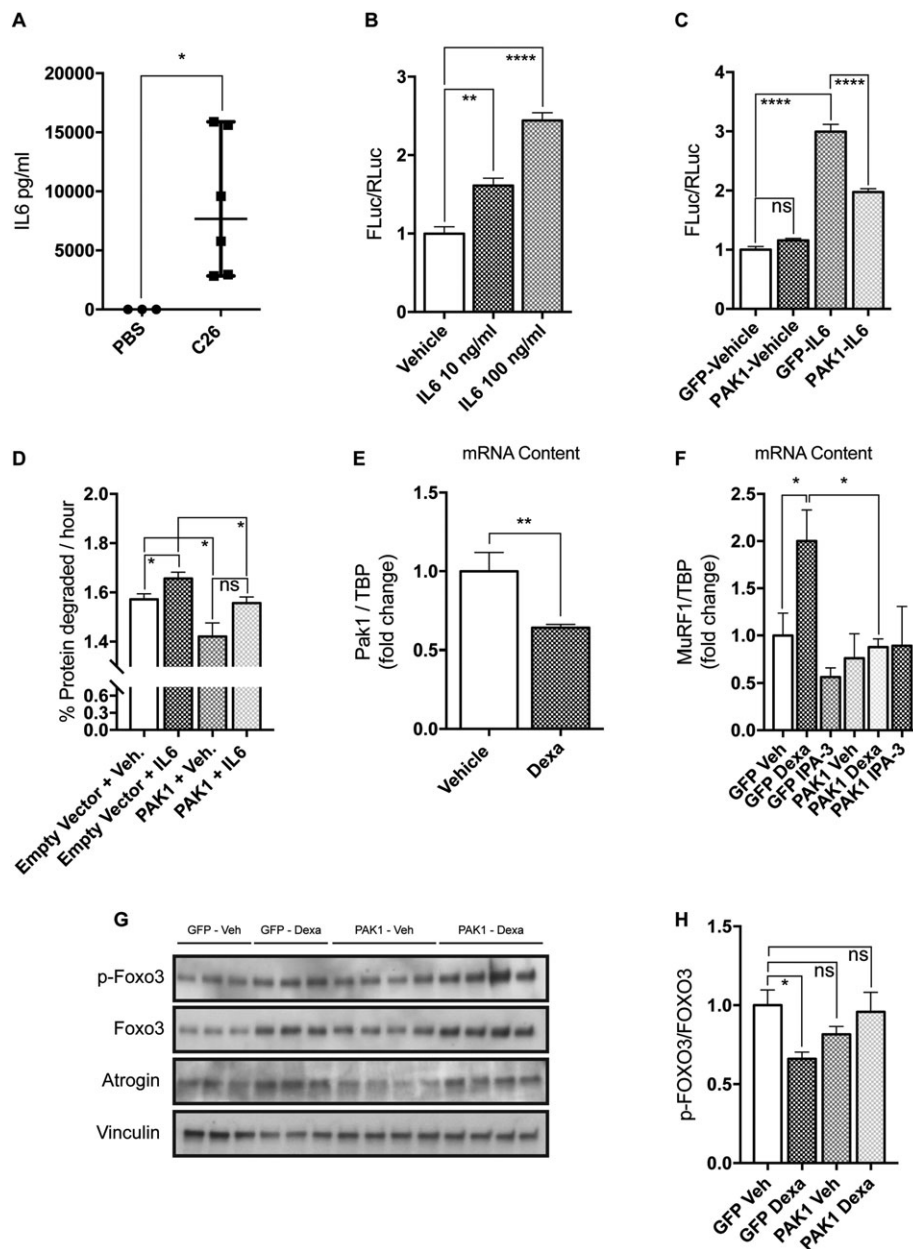 A
*
20000
15000
10000
5000
0
IL6 pg/ml
PBS
C26
B
****
**
3
2
1
0
FLuc/RLuc
Vehicle
IL6 10 ng/ml
IL6 100 ng/ml
C
****
****
ns
4
3
2
1
0
FLuc/RLuc
GFP-Vehicle
PAK1-Vehicle
GFP-IL6
PAK1-IL6
D
2.0
1.8
1.6
1.4
0.6
0.3
0.0
% Protein degraded / hour
*
*
*
ns
Empty Vector + Veh.
Empty Vector + IL6
PAK1 + Veh.
PAK1 + IL6
E
mRNA Content
**
1.5
1.0
0.5
0.0
Pak1 / TBP
(fold change)
Vehicle
Dexa
F
mRNA Content
*
*
2.5
2.0
1.5
1.0
0.5
0.0
MuRF1/TBP
(fold change)
GFP Veh
GFP Dexa
GFP IPA-3
PAK1 Veh
PAK1 Dexa
PAK1 IPA-3
G
GFP - Veh
GFP - Dexa
PAK1 - Veh
PAK1 - Dexa
p-Foxo3
Foxo3
Atrogin
Vinculin
H
ns
ns
*
1.5
1.0
0.5
0.0
p-FOXO3/FOXO3
GFP Veh
GFP Dexa
PAK1 Veh
PAK1 Dexa